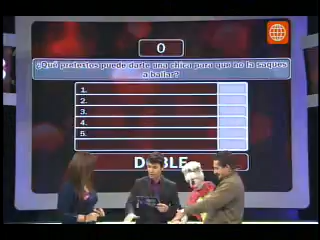 0
¿Qué pretextos puede darte una chica para que no la saques
a bailar?
1.
2.
3.
4.
5.
DOBLE